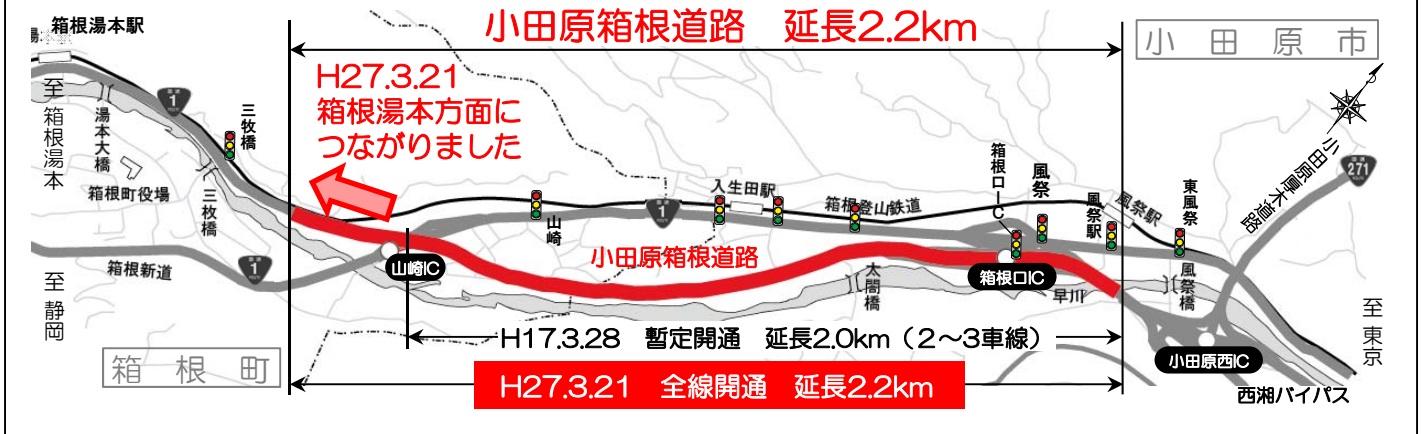 小田原箱根道路　延長2.2km
箱根湯本駅
小田原市
H27.3.21
箱根湯本方面に
つながりました
至箱根湯本
湯本大橋
1
三牧橋
箱根町役場
三枚橋
箱根新道
1
至静岡
山崎IC
山崎
1
入生田駅
箱根登山鉄道
小田原箱根道路
太閤橋
箱根口IC
風祭
箱根口IC
早川
風祭駅
風祭駅
東風祭
風祭橋
小田原厚木道路
271
至東京
小田原西IC
西湘バイパス
箱根町
H17.3.28　暫定開通　延長2.0km（2～3車線）
H27.3.21　全線開通　延長2.2km